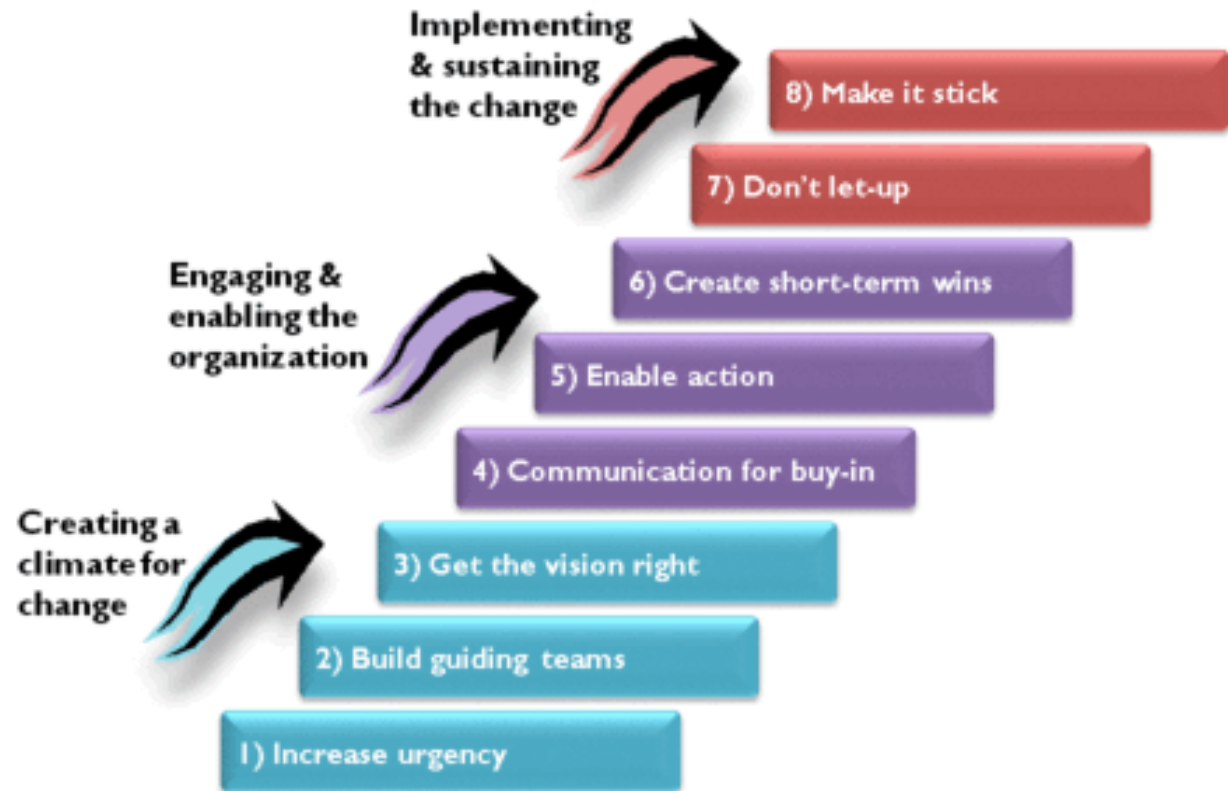 Implementing
& sustaining
the change
8) Make it stick
7) Don't let-up
6) Create short-term wins
Engaging &
enabling the
organization
5) Enable action
4) Communication for buy-in
Creating a
climate for
change
3) Get the vision right
2) Build guiding teams
1) Increase urgency